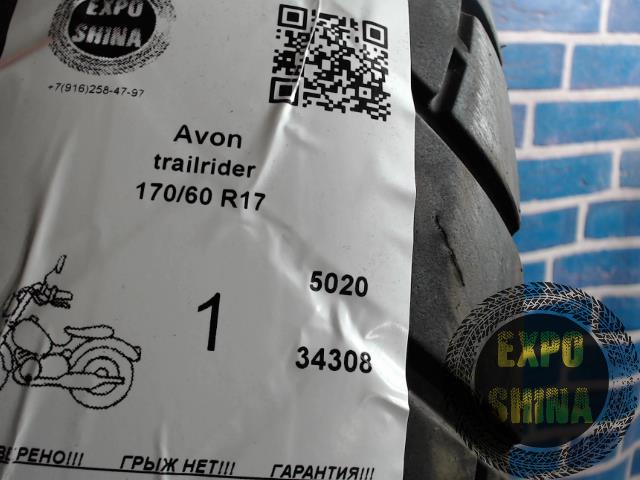 EXPO
SHINA
+7(916)258-47-97
Avon
trailrider
170/60 R17
5020
1
34308
ВЕРЕНО!!! ГРЫЖ НЕТ!!! ГАРАНТИЯ!!!
EXPO
SHINA